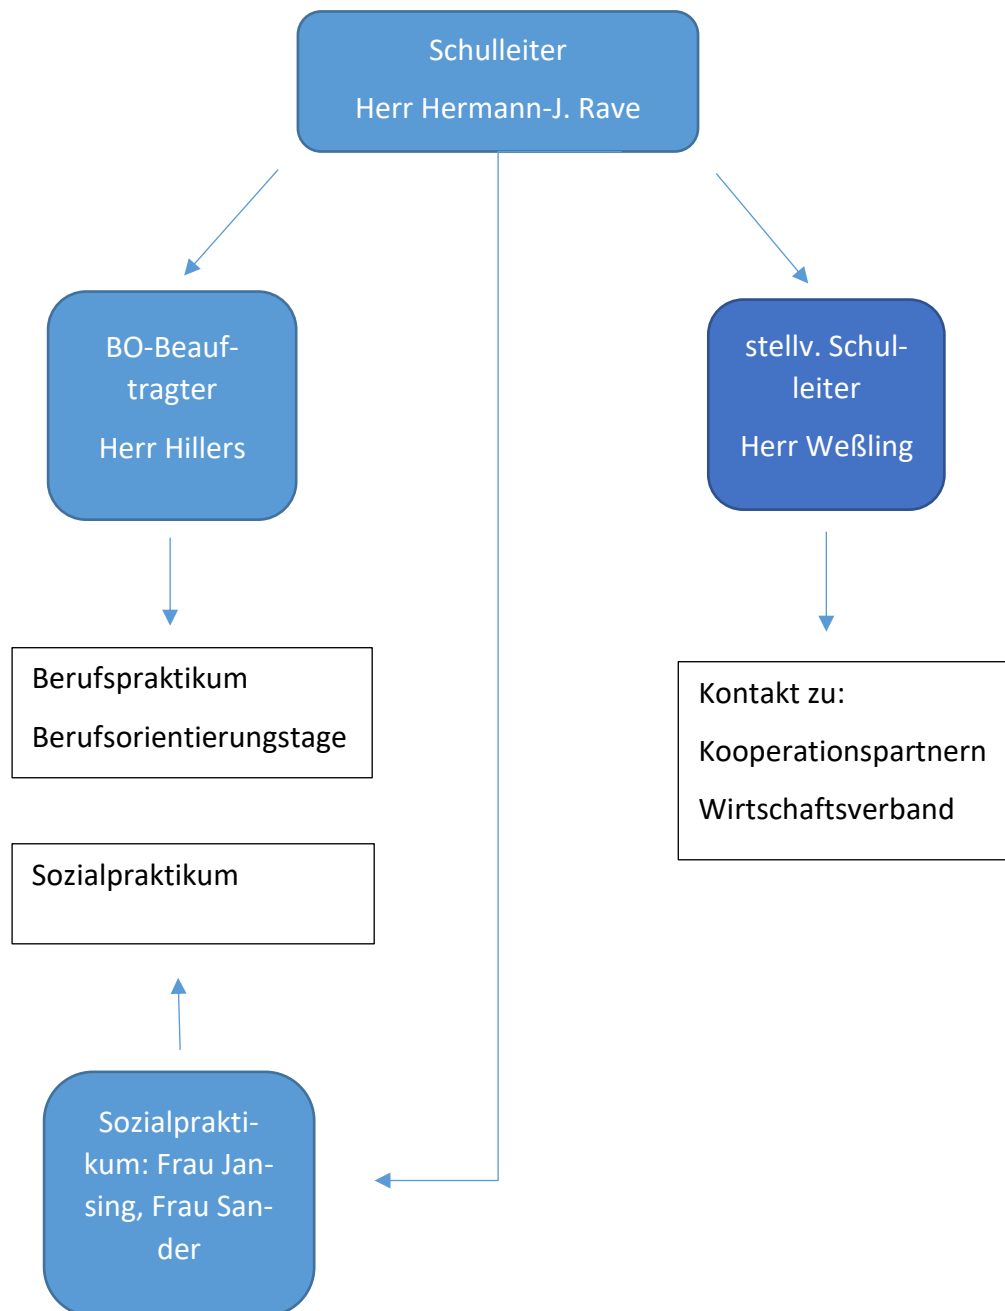 Schulleiter
Herr Hermann-J. Rave
BO-Beauf-
tragter
Herr Hillers
stellv. Schul-
leiter
Herr Weßling
Berufspraktikum
Berufsorientierungstage
Kontakt zu:
Kooperationspartnern
Wirtschaftsverband
Sozialpraktikum
Sozialprakti-
kum: Frau Jan-
sing, Frau San-
der